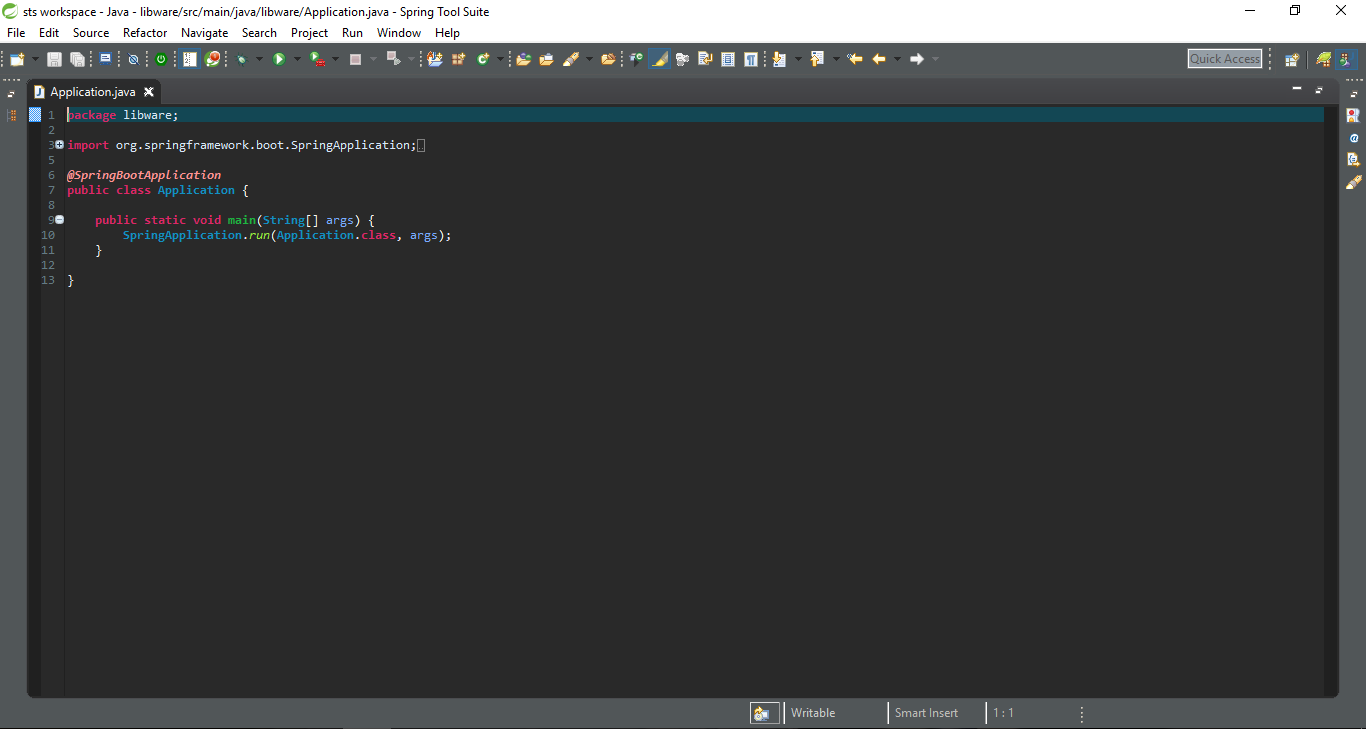 sts workspace - Java - libware/src/main/java/libware/Application.java - Spring Tool Suite
File Edit Source Refactor Navigate Search Project Run Window Help
Quick Access
Application.java
1 package libware;
2
3 import org.springframework.boot.SpringApplication;
5
6 @SpringBootApplication
7 public class Application {
8
9 public static void main(String[] args) {
10 SpringApplication.run(Application.class, args);
11 }
12
13 }
Writable Smart Insert 1 : 1